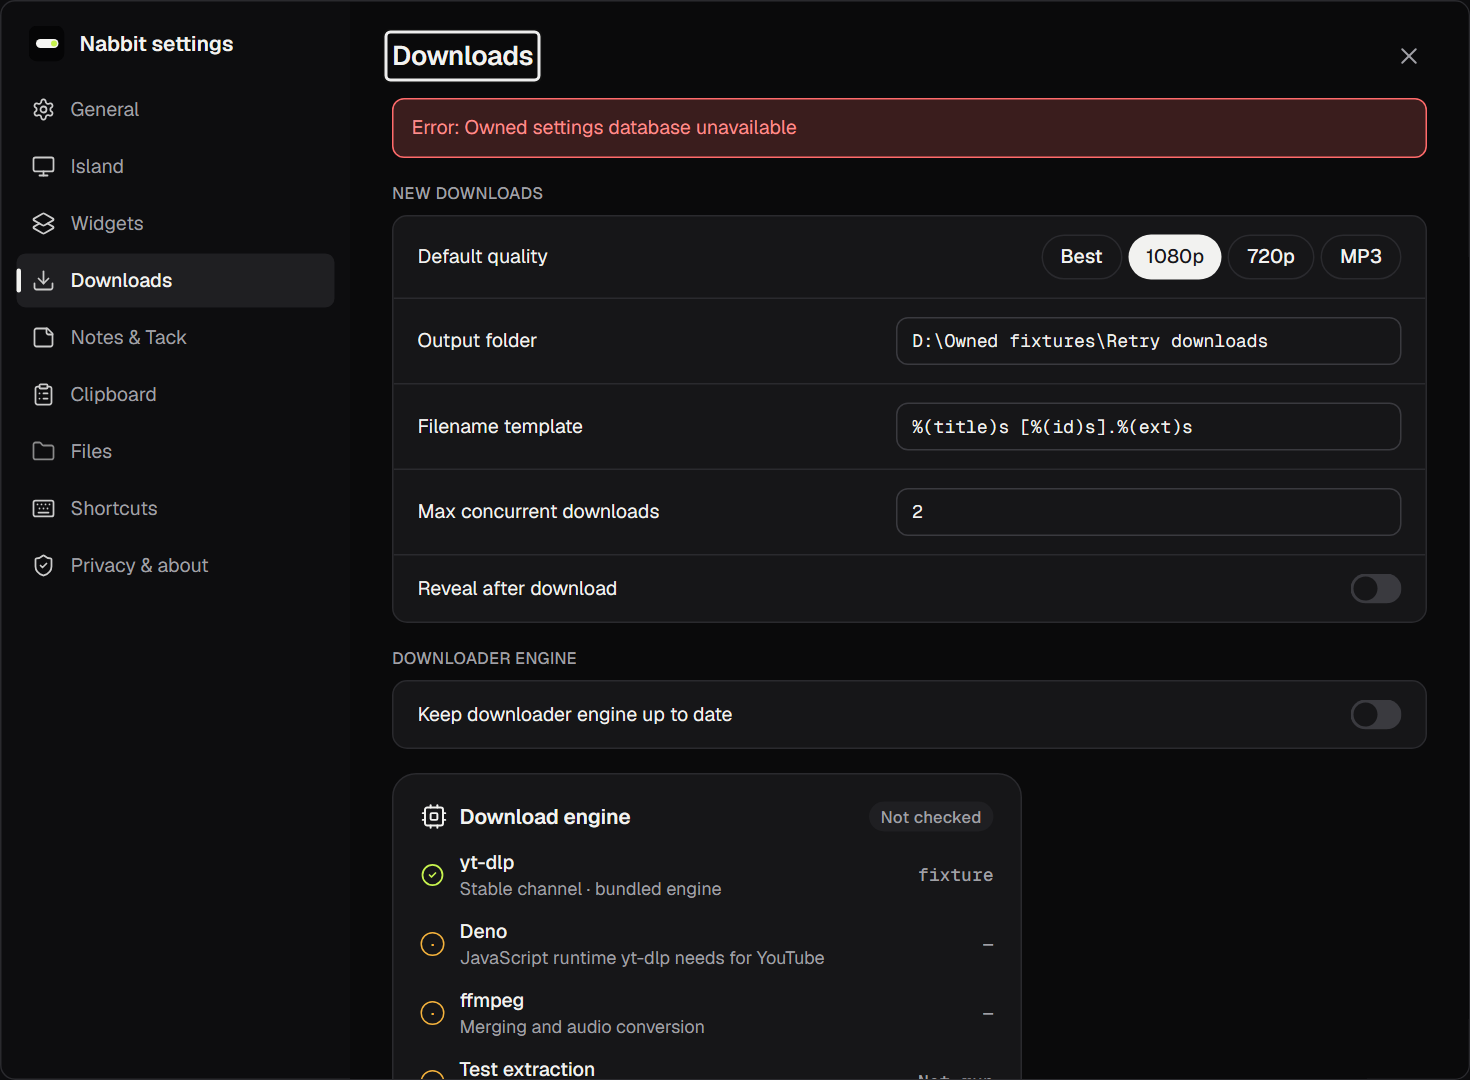 Nabbit settings
General
Island
Widgets
Downloads
Notes & Tack
Clipboard
Files
Shortcuts
Privacy & about
Downloads
Error: Owned settings database unavailable
NEW DOWNLOADS
Default quality
Best 1080p 720p MP3
Output folder
D:\Owned fixtures\Retry downloads
Filename template
%(title)s [%(id)s].%(ext)s
Max concurrent downloads
2
Reveal after download
DOWNLOADER ENGINE
Keep downloader engine up to date
Download engine
Not checked
yt-dlp
Stable channel · bundled engine
fixture
Deno
JavaScript runtime yt-dlp needs for YouTube
–
ffmpeg
Merging and audio conversion
–
Test extraction